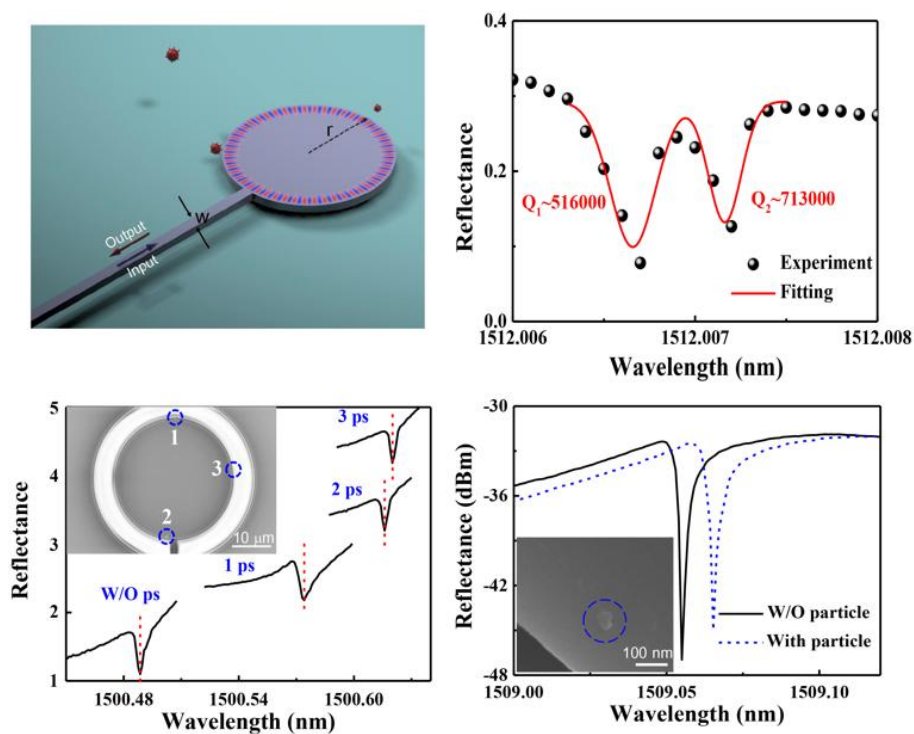 r
W
Output
Input
0.4
0.2
0.0
Reflectance
Q₁~516000
Q₂~713000
Experiment
Fitting
1512.006
1512.007
1512.008
Wavelength (nm)
5
4
3
2
1
Reflectance
1
3
2
10 μm
3 ps
2 ps
1 ps
W/O ps
1500.48
1500.54
1500.60
Wavelength (nm)
-30
-36
-42
-48
Reflectance (dBm)
100 nm
W/O particle
With particle
1509.00
1509.05
1509.10
Wavelength (nm)